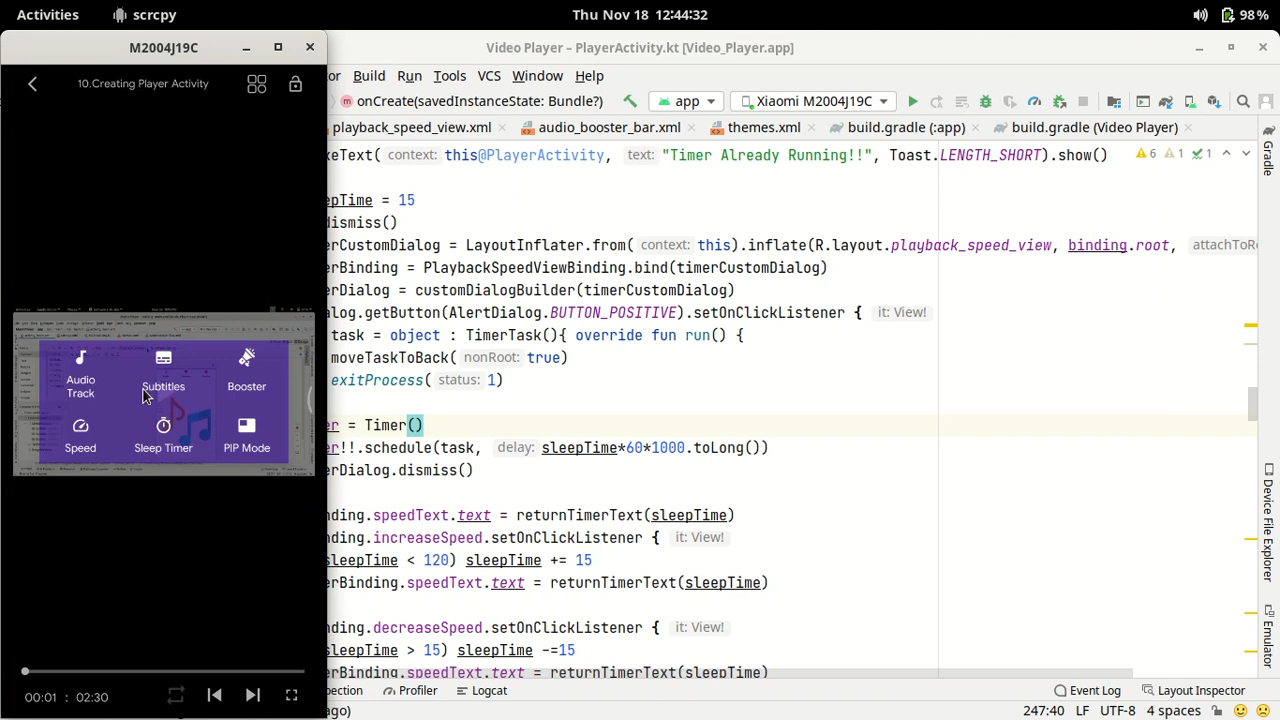 Activities
scrcpy
Thu Nov 18 12:44:32
98%
M2004J19C
Video Player – PlayerActivity.kt [Video_Player.app]
10.Creating Player Activity
or Build Run Tools VCS Window Help
onCreate(savedInstanceState: Bundle?)
app
Xiaomi M2004J19C
playback_speed_view.xml
audio_booster_bar.xml
themes.xml
build.gradle (:app)
build.gradle (Video Player)
keText( context: this@PlayerActivity, text: "Timer Already Running!!", Toast.LENGTH_SHORT).show()
6 1 1
epTime = 15
dismiss()
erCustomDialog = LayoutInflater.from( context: this).inflate(R.layout.playback_speed_view, binding.root, attachToRo
erBinding = PlaybackSpeedViewBinding.bind(timerCustomDialog)
erDialog = customDialogBuilder(timerCustomDialog)
alog.getButton(AlertDialog.BUTTON_POSITIVE).setOnClickListener { it: View!
task = object : TimerTask(){ override fun run() {
moveTaskToBack( nonRoot: true)
exitProcess( status: 1)
er = Timer()
er!!.schedule(task, delay: sleepTime*60*1000.toLong())
erDialog.dismiss()
nding.speedText.text = returnTimerText(sleepTime)
nding.increaseSpeed.setOnClickListener { it: View!
sleepTime < 120) sleepTime += 15
erBinding.speedText.text = returnTimerText(sleepTime)
nding.decreaseSpeed.setOnClickListener { it: View!
sleepTime > 15) sleepTime -=15
erBinding.speedText.text = returnTimerText(sleepTime)
Audio Track
Subtitles
Booster
Speed
Sleep Timer
PIP Mode
00:01 : 02:30
Gradle
Device File Explorer
Emulator
pection
Profiler
Logcat
Event Log
Layout Inspector
ago)
247:40 LF UTF-8 4 spaces